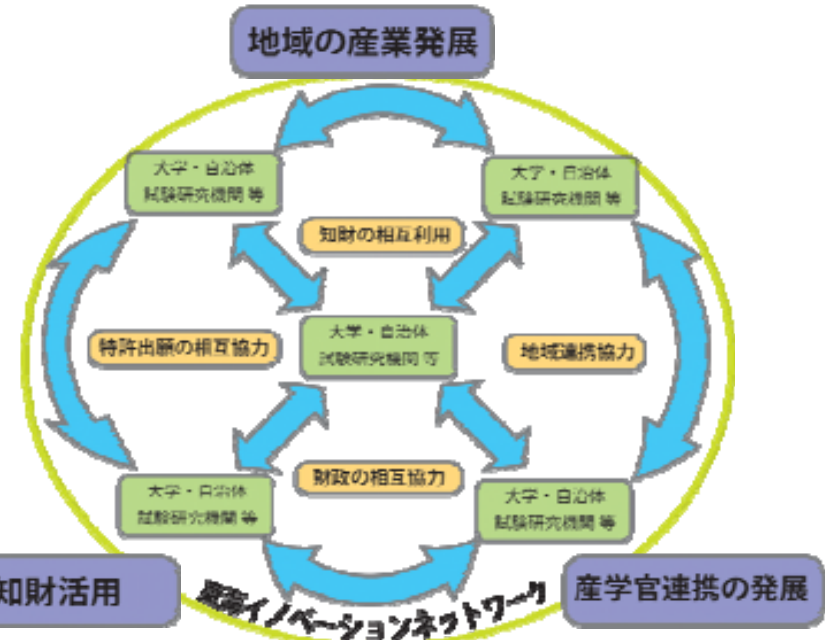 地域の産業発展
大学・自治体
試験研究機関 等
大学・自治体
試験研究機関 等
知財の相互利用
特許出願の相互協力
大学・自治体
試験研究機関 等
地域連携協力
財政の相互協力
大学・自治体
試験研究機関 等
大学・自治体
試験研究機関 等
知財活用
東海イノベーションネットワーク
産学官連携の発展